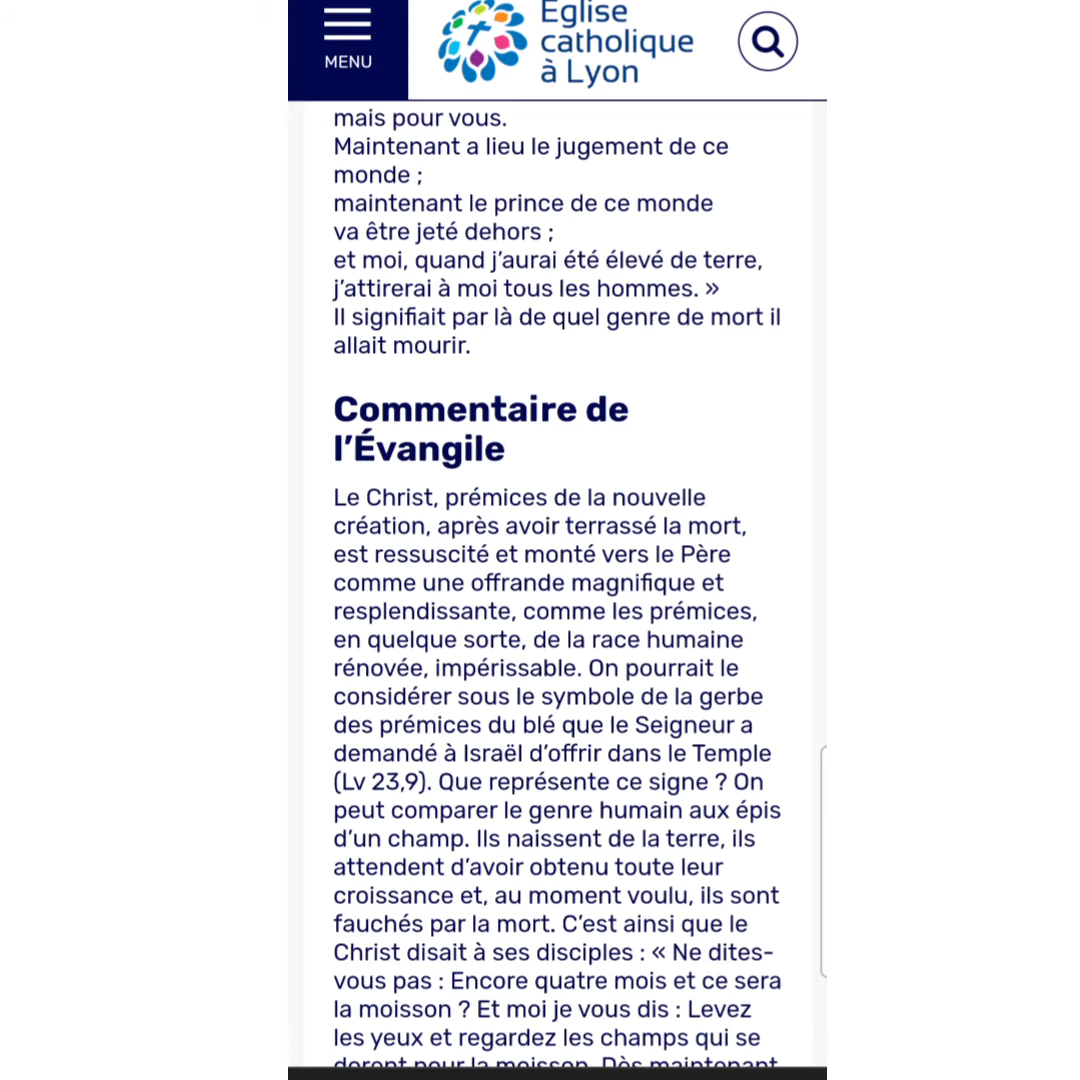 MENU
Eglise
catholique
à Lyon
mais pour vous.
Maintenant a lieu le jugement de ce
monde ;
maintenant le prince de ce monde
va être jeté dehors ;
et moi, quand j’aurai été élevé de terre,
j’attirerai à moi tous les hommes. »
Il signifiait par là de quel genre de mort il
allait mourir.
Commentaire de
l’Évangile
Le Christ, prémices de la nouvelle
création, après avoir terrassé la mort,
est ressuscité et monté vers le Père
comme une offrande magnifique et
resplendissante, comme les prémices,
en quelque sorte, de la race humaine
rénovée, impérissable. On pourrait le
considérer sous le symbole de la gerbe
des prémices du blé que le Seigneur a
demandé à Israël d’offrir dans le Temple
(Lv 23,9). Que représente ce signe ? On
peut comparer le genre humain aux épis
d’un champ. Ils naissent de la terre, ils
attendent d’avoir obtenu toute leur
croissance et, au moment voulu, ils sont
fauchés par la mort. C’est ainsi que le
Christ disait à ses disciples : « Ne dites-
vous pas : Encore quatre mois et ce sera
la moisson ? Et moi je vous dis : Levez
les yeux et regardez les champs qui se
dorent pour la moisson. Dès maintenant